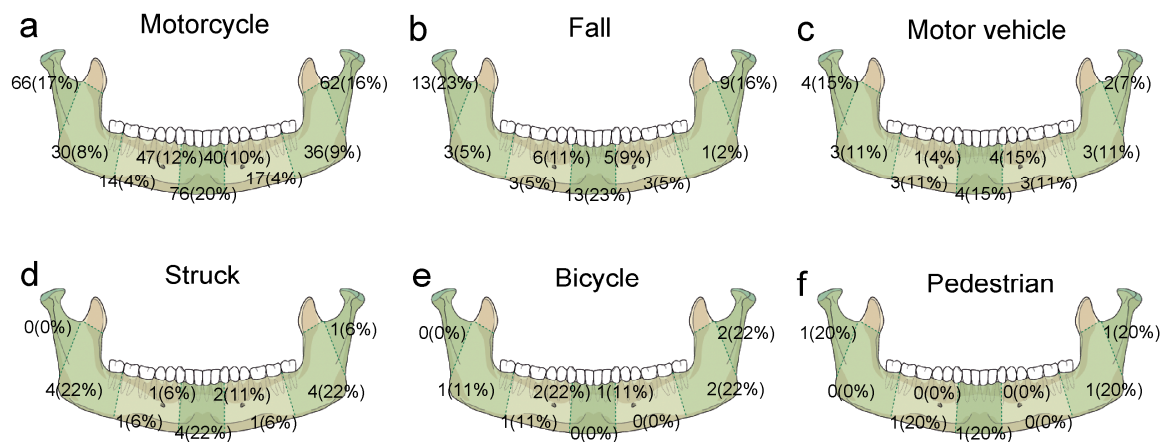 a Motorcycle
66(17%) 62(16%)
30(8%) 47(12%) 40(10%) 36(9%)
14(4%) 76(20%) 17(4%)
b Fall
13(23%) 9(16%)
3(5%) 6(11%) 5(9%) 1(2%)
3(5%) 13(23%) 3(5%)
c Motor vehicle
4(15%) 2(7%)
3(11%) 1(4%) 4(15%) 3(11%)
3(11%) 4(15%) 3(11%)
d Struck
0(0%) 1(6%)
4(22%) 1(6%) 2(11%) 4(22%)
1(6%) 4(22%) 1(6%)
e Bicycle
0(0%) 2(22%)
1(11%) 2(22%) 1(11%) 2(22%)
1(11%) 0(0%) 0(0%)
f Pedestrian
1(20%) 1(20%)
0(0%) 0(0%) 0(0%) 1(20%)
1(20%) 1(20%) 0(0%)